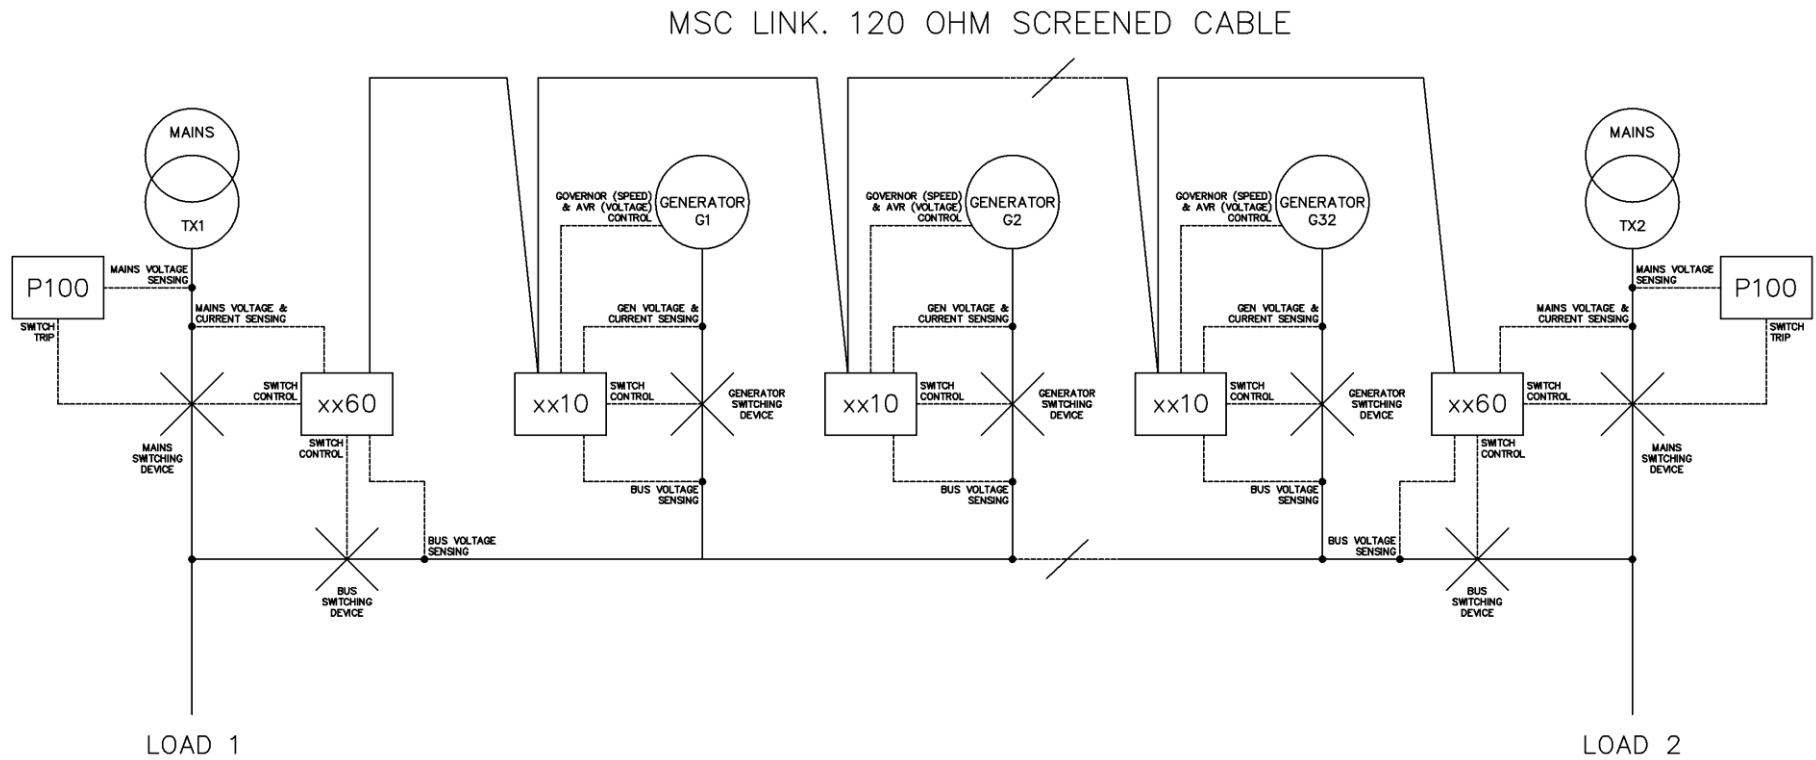 MSC LINK. 120 OHM SCREENED CABLE
MAINS
TX1
P100
MAINS VOLTAGE
SENSING
SWITCH
TRIP
MAINS VOLTAGE &
CURRENT SENSING
SWITCH
CONTROL
xx60
SWITCH
CONTROL
MAINS
SWITCHING
DEVICE
BUS VOLTAGE
SENSING
BUS
SWITCHING
DEVICE
LOAD 1
GOVERNOR (SPEED)
& AVR (VOLTAGE)
CONTROL
GENERATOR
G1
GEN VOLTAGE &
CURRENT SENSING
xx10
SWITCH
CONTROL
GENERATOR
SWITCHING
DEVICE
BUS VOLTAGE
SENSING
GOVERNOR (SPEED)
& AVR (VOLTAGE)
CONTROL
GENERATOR
G2
GEN VOLTAGE &
CURRENT SENSING
xx10
SWITCH
CONTROL
GENERATOR
SWITCHING
DEVICE
BUS VOLTAGE
SENSING
GOVERNOR (SPEED)
& AVR (VOLTAGE)
CONTROL
GENERATOR
G32
GEN VOLTAGE &
CURRENT SENSING
xx10
SWITCH
CONTROL
GENERATOR
SWITCHING
DEVICE
BUS VOLTAGE
SENSING
MAINS
TX2
MAINS VOLTAGE
SENSING
P100
SWITCH
TRIP
MAINS VOLTAGE &
CURRENT SENSING
xx60
SWITCH
CONTROL
SWITCH
CONTROL
MAINS
SWITCHING
DEVICE
BUS VOLTAGE
SENSING
BUS
SWITCHING
DEVICE
LOAD 2